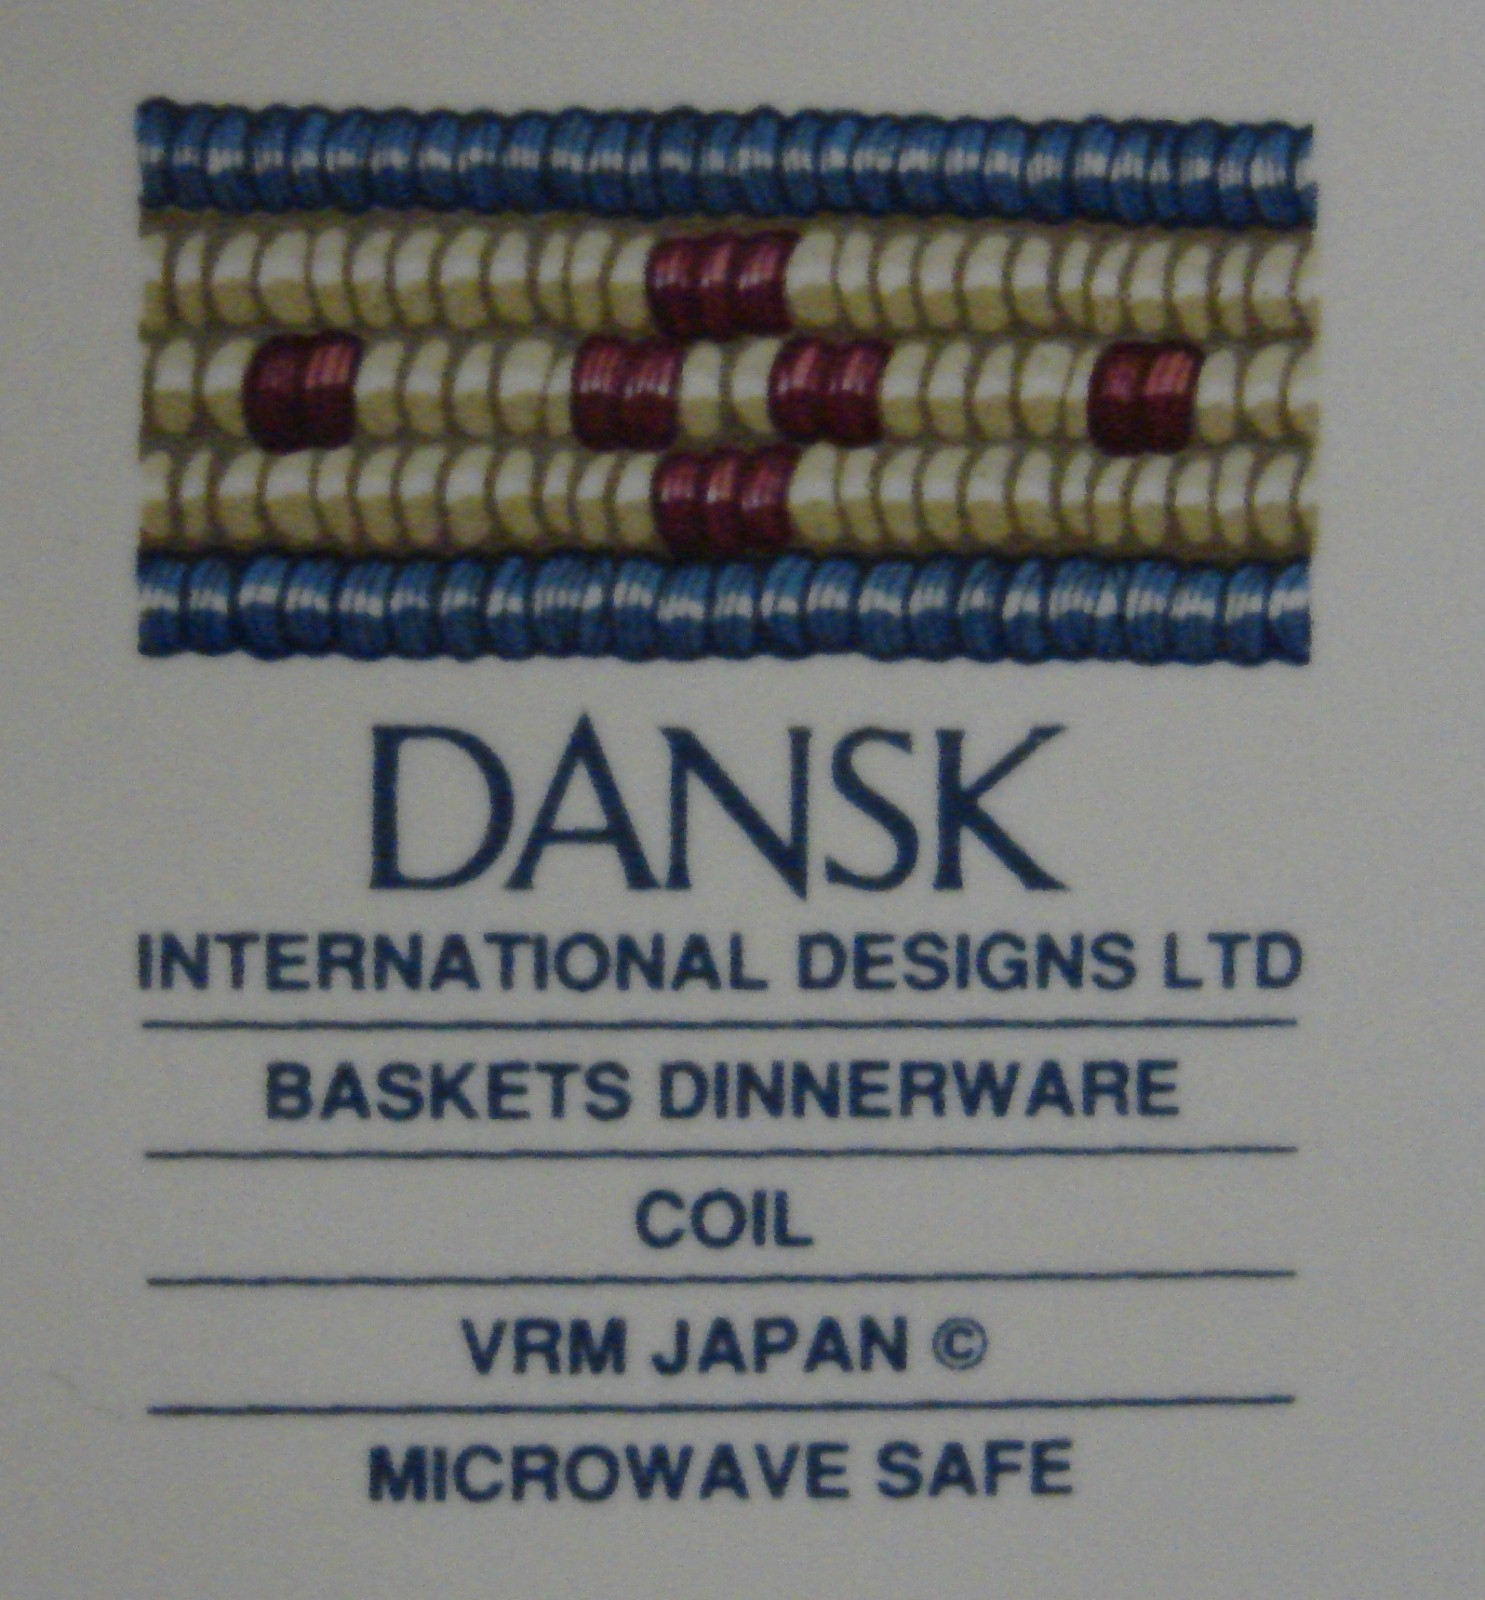 DANSK
INTERNATIONAL DESIGNS LTD
BASKETS DINNERWARE
COIL
VRM JAPAN ©
MICROWAVE SAFE